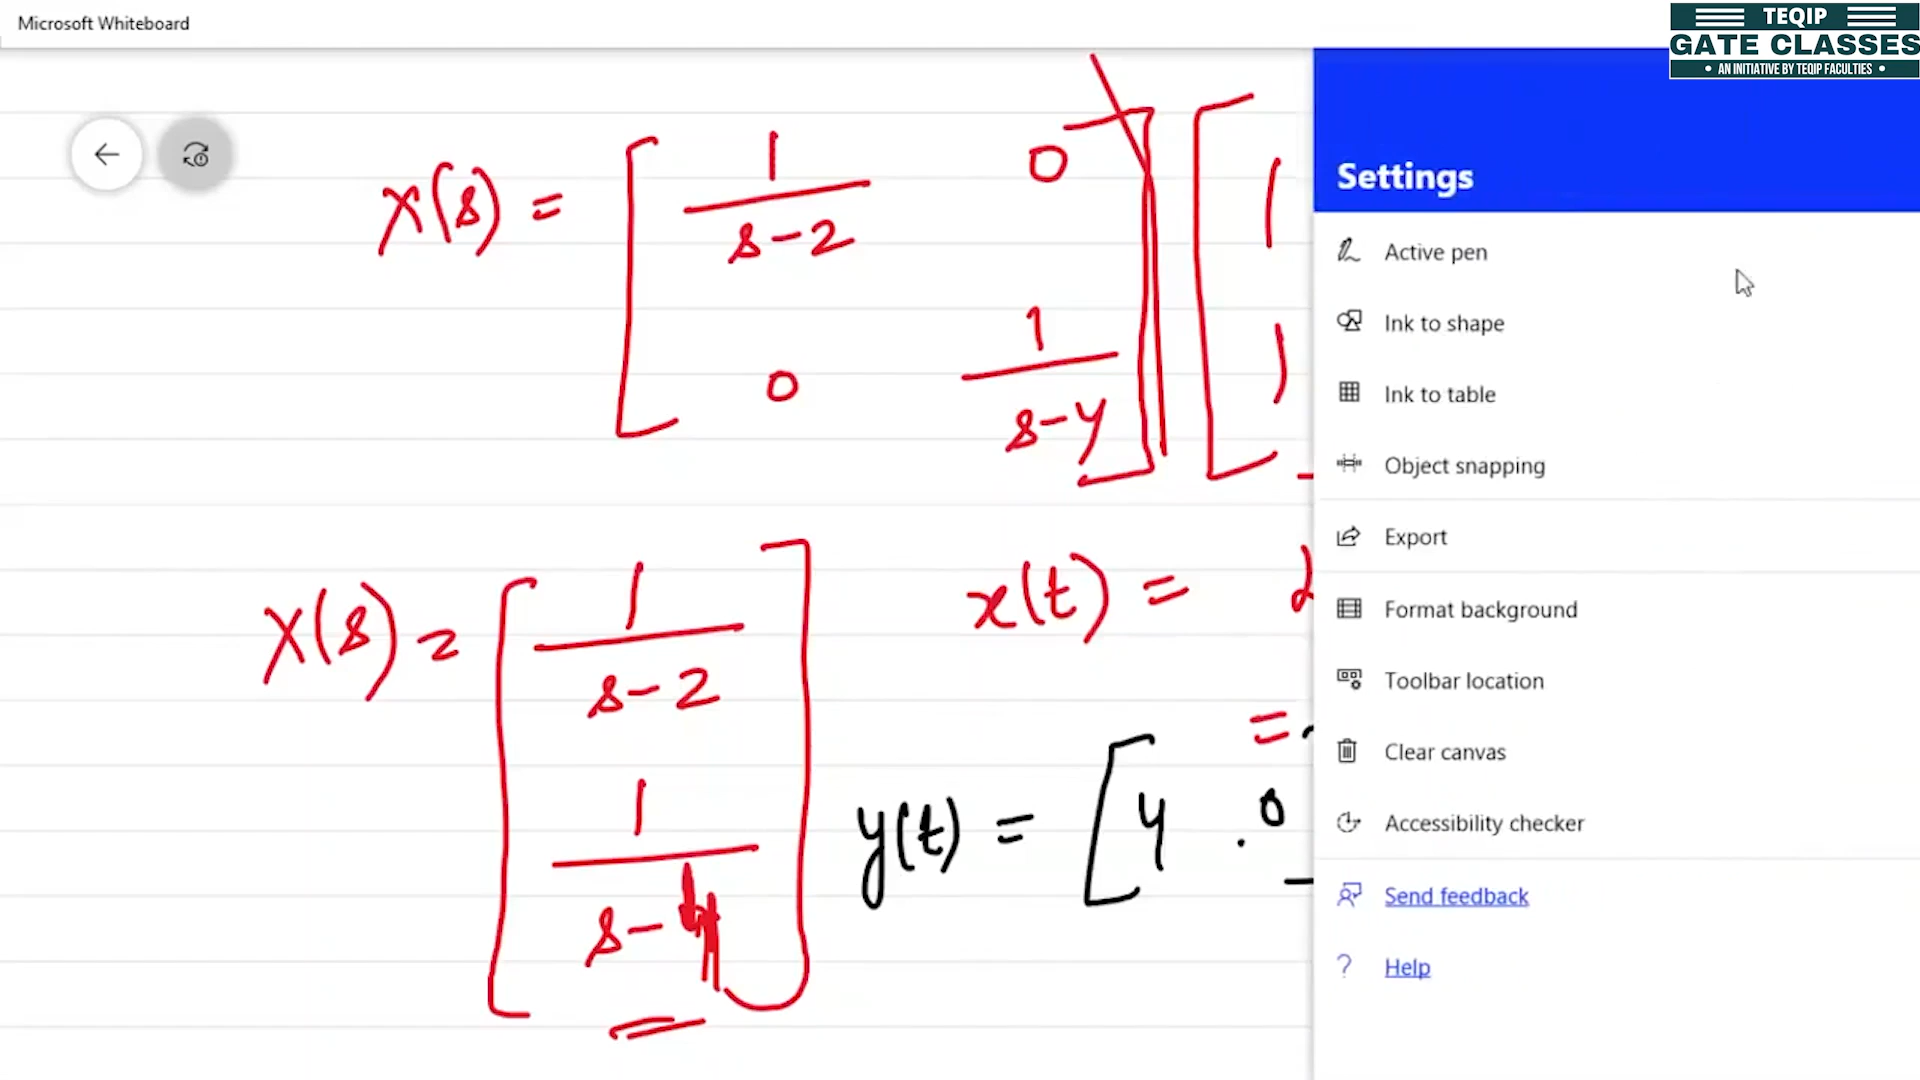 Microsoft Whiteboard
TEQIP
GATE CLASSES
• AN INITIATIVE BY TEQIP FACULTIES •
X(s) = [ 1/(s-2) 0 ] [ 1
0 1/(s-4) ] [ 1
X(s) = [ 1/(s-2)
1/(s-4) ]
x(t) =
=
y(t) = [ 4 . 0
Settings
Active pen
Ink to shape
Ink to table
Object snapping
Export
Format background
Toolbar location
Clear canvas
Accessibility checker
Send feedback
Help